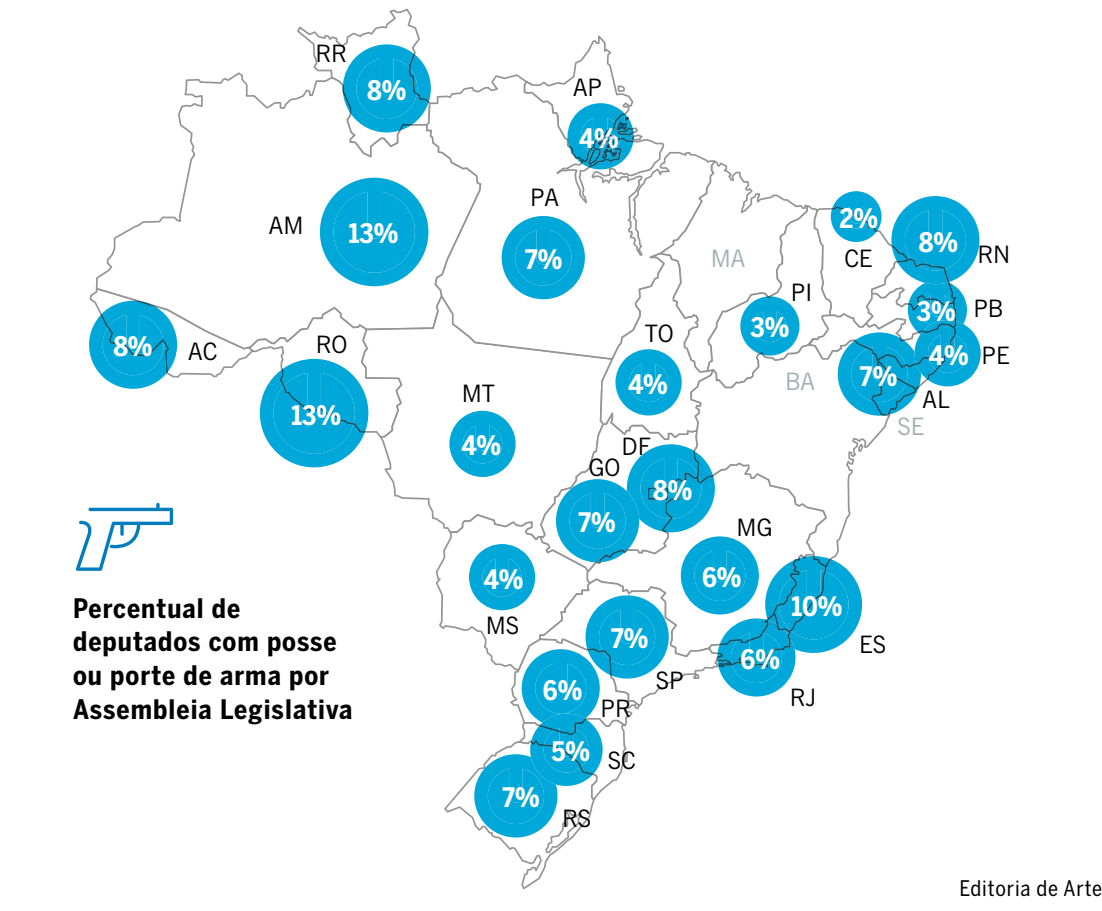 RR
8%
AP
4%
AM
13%
PA
7%
MA
2%
CE
8%
RN
PI
3%
3%
PB
4%
PE
7%
AL
BA
SE
8%
AC
RO
13%
TO
4%
MT
4%
DF
8%
GO
7%
MG
6%
10%
ES
4%
MS
7%
SP
6%
RJ
6%
PR
5%
SC
7%
RS
Percentual de
deputados com posse
ou porte de arma por
Assembleia Legislativa
Editoria de Arte